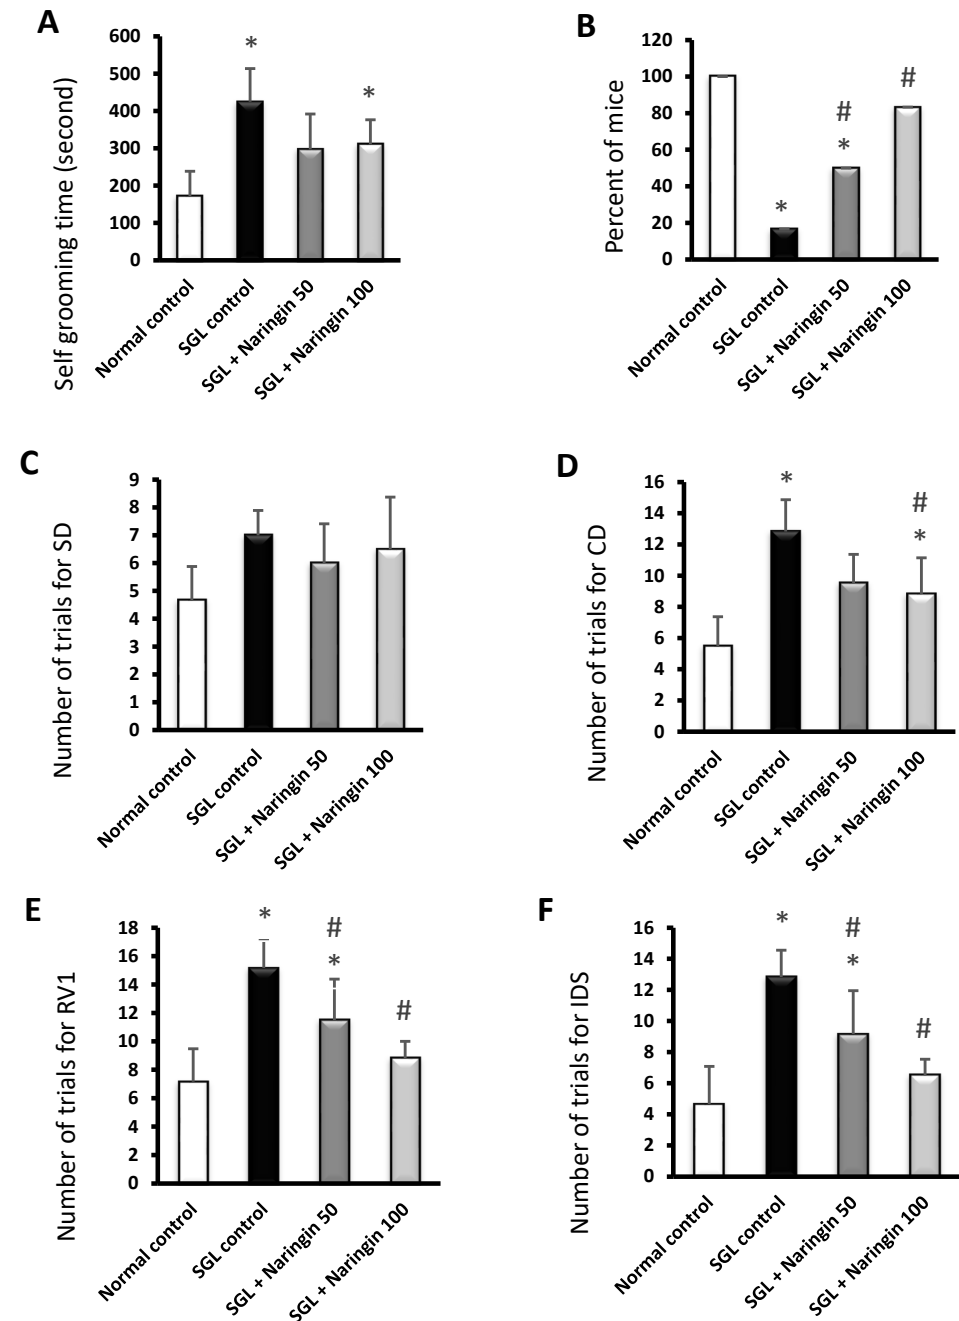 A
Self grooming time (second)
600
500
400
300
200
100
0
*
*
Normal control
SGL control
SGL + Naringin 50
SGL + Naringin 100
B
Percent of mice
120
100
80
60
40
20
0
*
#
*
#
Normal control
SGL control
SGL + Naringin 50
SGL + Naringin 100
C
Number of trials for SD
9
8
7
6
5
4
3
2
1
0
Normal control
SGL control
SGL + Naringin 50
SGL + Naringin 100
D
Number of trials for CD
16
14
12
10
8
6
4
2
0
*
#
*
Normal control
SGL control
SGL + Naringin 50
SGL + Naringin 100
E
Number of trials for RV1
18
16
14
12
10
8
6
4
2
0
*
#
*
#
Normal control
SGL control
SGL + Naringin 50
SGL + Naringin 100
F
Number of trials for IDS
16
14
12
10
8
6
4
2
0
*
#
*
#
Normal control
SGL control
SGL + Naringin 50
SGL + Naringin 100